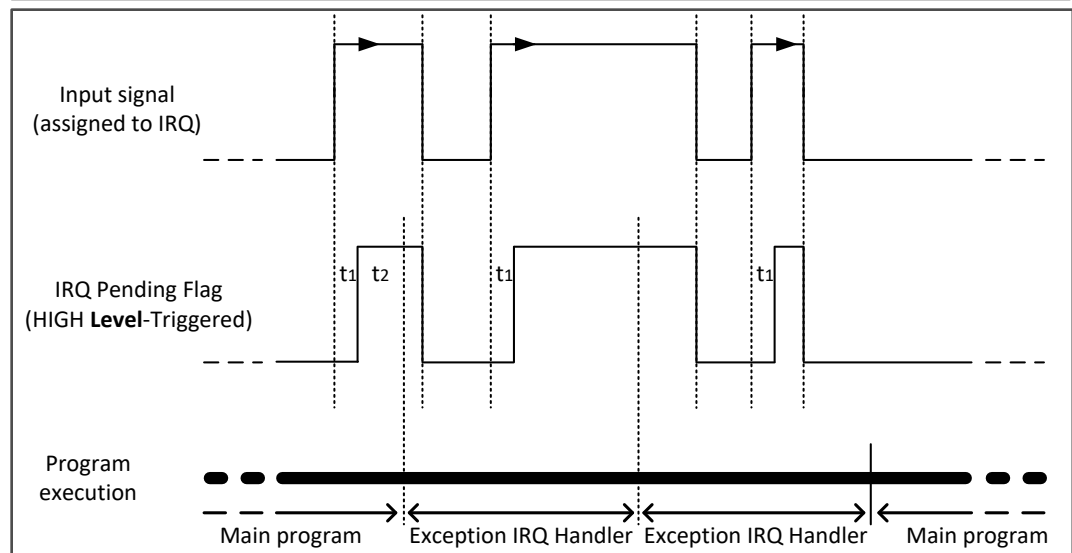 Input signal
(assigned to IRQ)
t1
t2
t1
t1
IRQ Pending Flag
(HIGH Level-Triggered)
Program
execution
Main program
Exception IRQ Handler
Exception IRQ Handler
Main program